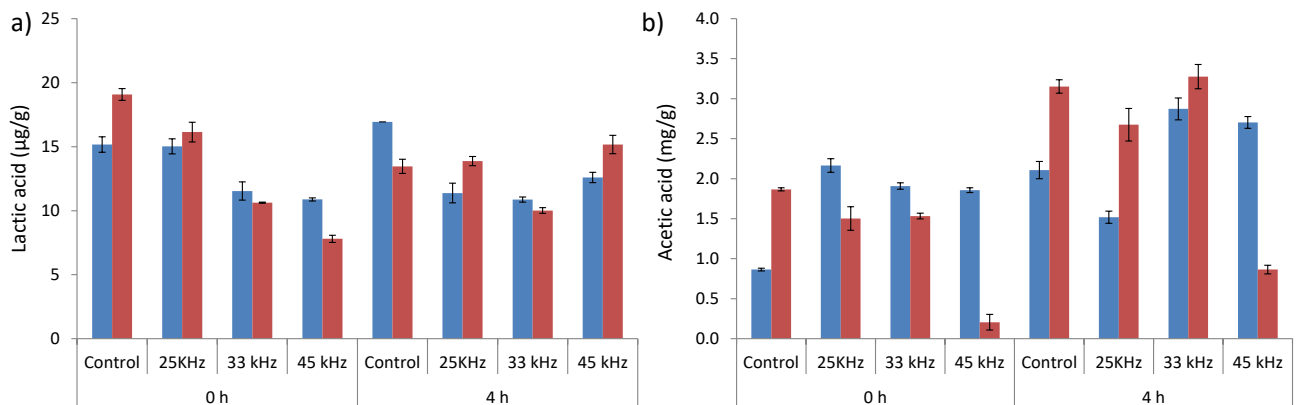 a)
Lactic acid (µg/g)
25
20
15
10
5
0
Control 25KHz 33 kHz 45 kHz Control 25KHz 33 kHz 45 kHz
0 h 4 h
b)
Acetic acid (mg/g)
4.0
3.5
3.0
2.5
2.0
1.5
1.0
0.5
0.0
Control 25KHz 33 kHz 45 kHz Control 25KHz 33 kHz 45 kHz
0 h 4 h